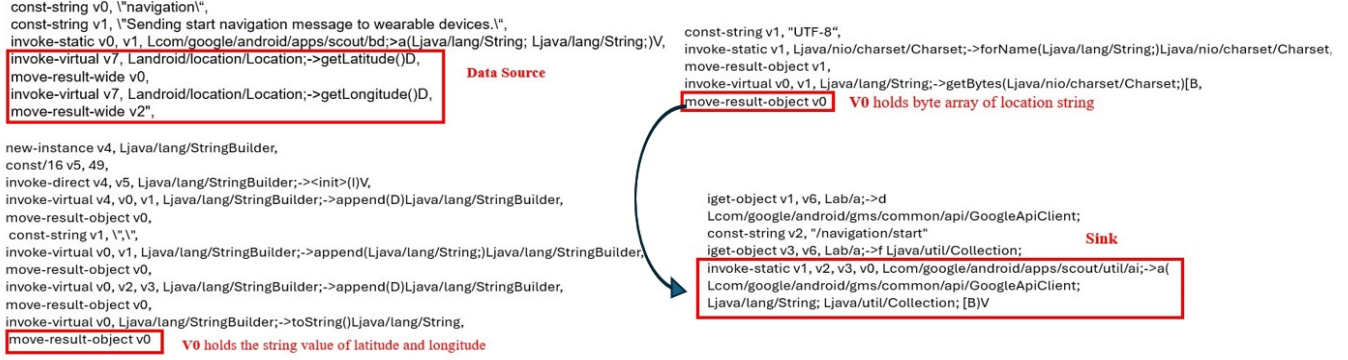 const-string v0, \"navigation\“,
const-string v1, \"Sending start navigation message to wearable devices.\“,
invoke-static v0, v1, Lcom/google/android/apps/scout/bd;>a(Ljava/lang/String; Ljava/lang/String;)V,
invoke-virtual v7, Landroid/location/Location;->getLatitude()D,
move-result-wide v0,
invoke-virtual v7, Landroid/location/Location;->getLongitude()D,
move-result-wide v2",
Data Source
new-instance v4, Ljava/lang/StringBuilder,
const/16 v5, 49,
invoke-direct v4, v5, Ljava/lang/StringBuilder;-><init>(I)V,
invoke-virtual v4, v0, v1, Ljava/lang/StringBuilder;->append(D)Ljava/lang/StringBuilder,
move-result-object v0,
const-string v1, \",\",
invoke-virtual v0, v1, Ljava/lang/StringBuilder;->append(Ljava/lang/String;)Ljava/lang/StringBuilder,
move-result-object v0,
invoke-virtual v0, v2, v3, Ljava/lang/StringBuilder;->append(D)Ljava/lang/StringBuilder,
move-result-object v0,
invoke-virtual v0, Ljava/lang/StringBuilder;->toString()Ljava/lang/String,
move-result-object v0
V0 holds the string value of latitude and longitude
const-string v1, "UTF-8“,
invoke-static v1, Ljava/nio/charset/Charset;->forName(Ljava/lang/String;)Ljava/nio/charset/Charset,
move-result-object v1,
invoke-virtual v0, v1, Ljava/lang/String;->getBytes(Ljava/nio/charset/Charset;)[B,
move-result-object v0
V0 holds byte array of location string
iget-object v1, v6, Lab/a;->d
Lcom/google/android/gms/common/api/GoogleApiClient;
const-string v2, "/navigation/start"
iget-object v3, v6, Lab/a;->f Ljava/util/Collection;
Sink
invoke-static v1, v2, v3, v0, Lcom/google/android/apps/scout/util/ai;->a(
Lcom/google/android/gms/common/api/GoogleApiClient;
Ljava/lang/String; Ljava/util/Collection; [B)V